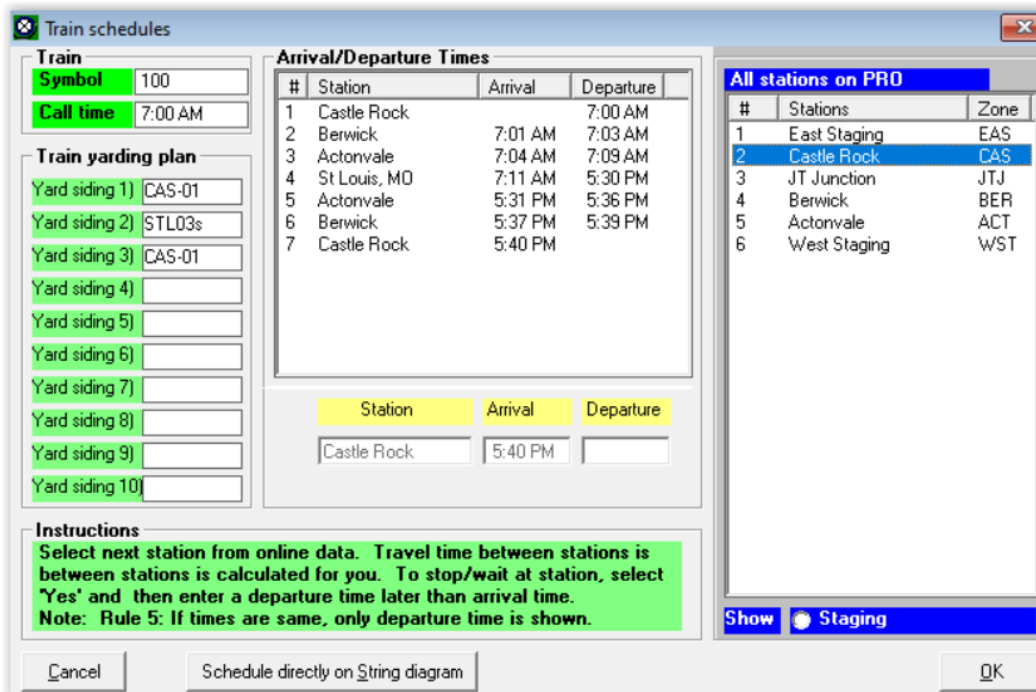 Train schedules
Train
Symbol 100
Call time 7:00 AM
Train yarding plan
Yard siding 1) CAS-01
Yard siding 2) STL03s
Yard siding 3) CAS-01
Yard siding 4)
Yard siding 5)
Yard siding 6)
Yard siding 7)
Yard siding 8)
Yard siding 9)
Yard siding 10)
Arrival/Departure Times
# Station Arrival Departure
1 Castle Rock 7:00 AM
2 Berwick 7:01 AM 7:03 AM
3 Actonvale 7:04 AM 7:09 AM
4 St Louis, MO 7:11 AM 5:30 PM
5 Actonvale 5:31 PM 5:36 PM
6 Berwick 5:37 PM 5:39 PM
7 Castle Rock 5:40 PM
Station Arrival Departure
Castle Rock 5:40 PM
All stations on PRO
# Stations Zone
1 East Staging EAS
2 Castle Rock CAS
3 JT Junction JTJ
4 Berwick BER
5 Actonvale ACT
6 West Staging WST
Show Staging
Instructions
Select next station from online data. Travel time between stations is
between stations is calculated for you. To stop/wait at station, select
'Yes' and then enter a departure time later than arrival time.
Note: Rule 5: If times are same, only departure time is shown.
Cancel
Schedule directly on String diagram
OK